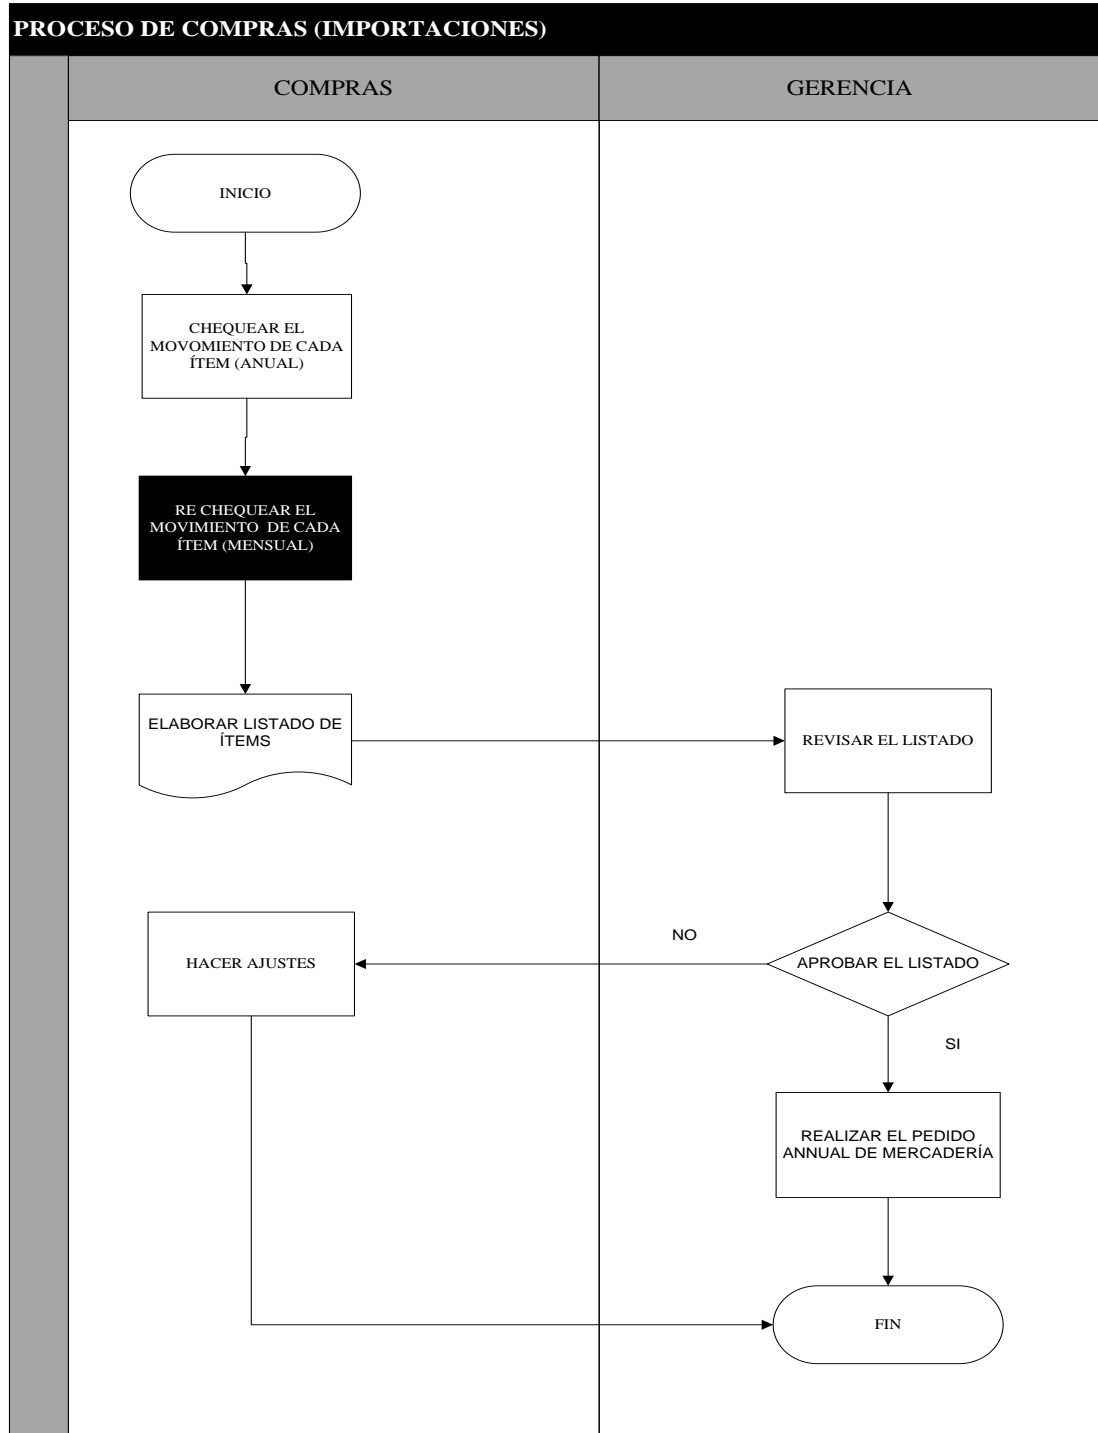 PROCESO DE COMPRAS (IMPORTACIONES)
COMPRAS
GERENCIA
INICIO
CHEQUEAR EL
MOVOMIENTO DE CADA
ÍTEM (ANUAL)
RE CHEQUEAR EL
MOVIMIENTO DE CADA
ÍTEM (MENSUAL)
ELABORAR LISTADO DE
ÍTEMS
REVISAR EL LISTADO
APROBAR EL LISTADO
NO
HACER AJUSTES
SI
REALIZAR EL PEDIDO
ANNUAL DE MERCADERÍA
FIN